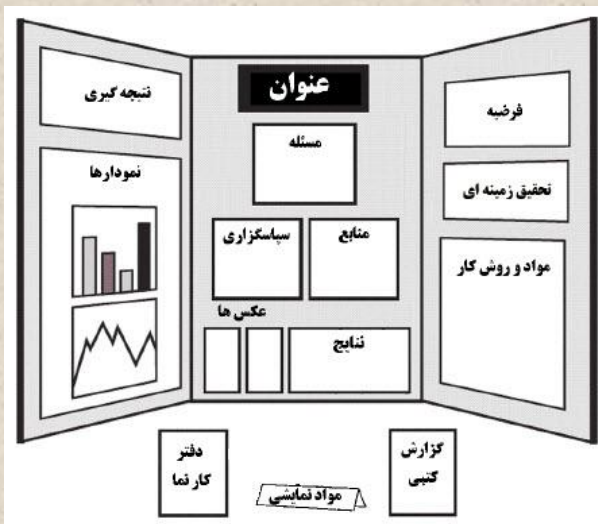 عنوان
مسئله
فرضیه
تحقیق زمینه ای
مواد و روش کار
منابع
سپاسگزاری
عکس ها
نتایج
نتیجه گیری
نمودارها
گزارش
کتبی
مواد نمایشی
دفتر
کار نما